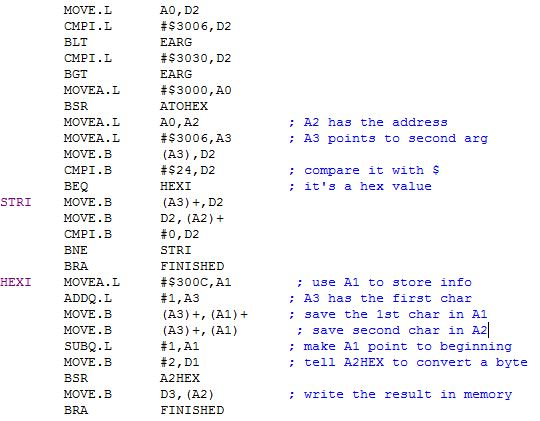 MOVE.L A0,D2
CMPI.L #$3006,D2
BLT EARG
CMPI.L #$3030,D2
BGT EARG
MOVEA.L #$3000,A0
BSR ATOHEX
MOVEA.L A0,A2 ; A2 has the address
MOVEA.L #$3006,A3 ; A3 points to second arg
MOVE.B (A3),D2
CMPI.B #$24,D2 ; compare it with $
BEQ HEXI ; it's a hex value
STRI MOVE.B (A3)+,D2
MOVE.B D2,(A2)+
CMPI.B #0,D2
BNE STRI
BRA FINISHED
HEXI MOVEA.L #$300C,A1 ; use A1 to store info
ADDQ.L #1,A3 ; A3 has the first char
MOVE.B (A3)+,(A1)+ ; save the 1st char in A1
MOVE.B (A3)+,(A1) ; save second char in A2
SUBQ.L #1,A1 ; make A1 point to beginning
MOVE.B #2,D1 ; tell A2HEX to convert a byte
BSR A2HEX
MOVE.B D3,(A2) ; write the result in memory
BRA FINISHED